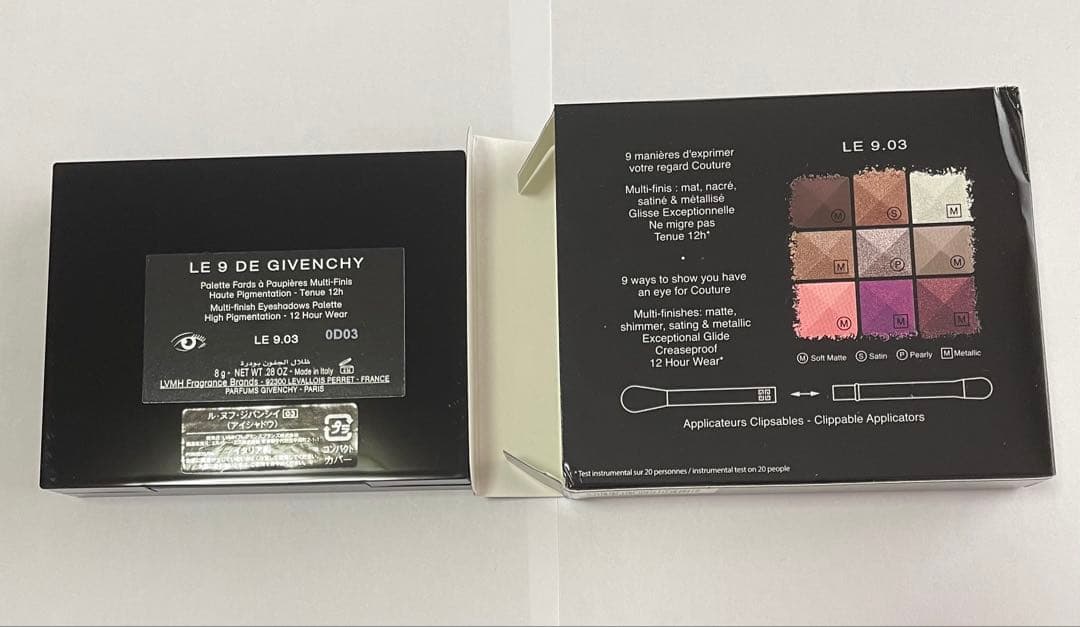 LE 9 DE GIVENCHY
Palette Fards à Paupières Multi-Finis
Haute Pigmentation - Tenue 12h
Multi-finish Eyeshadows Palette
High Pigmentation - 12 Hour Wear
LE 9.03 0D03
ظلال الجفون بودرية
8 g - NET WT .28 OZ - Made in Italy
LVMH Fragrance Brands - 92300 LEVALLOIS PERRET - FRANCE
PARFUMS GIVENCHY - PARIS
ル・ヌフ・ジバンシイ 03
(アイシャドウ)
イタリア製
コンパクト
カバー
9 manières d'exprimer
votre regard Couture
Multi-finis : mat, nacré,
satiné & métallisé
Glisse Exceptionnelle
Ne migre pas
Tenue 12h*
•
9 ways to show you have
an eye for Couture
Multi-finishes: matte,
shimmer, sating & metallic
Exceptional Glide
Creaseproof
12 Hour Wear*
LE 9.03
M S M
M P M
M M M
M Soft Matte S Satin P Pearly M Metallic
Applicateurs Clipsables - Clippable Applicators
*Test instrumental sur 20 personnes / instrumental test on 20 people